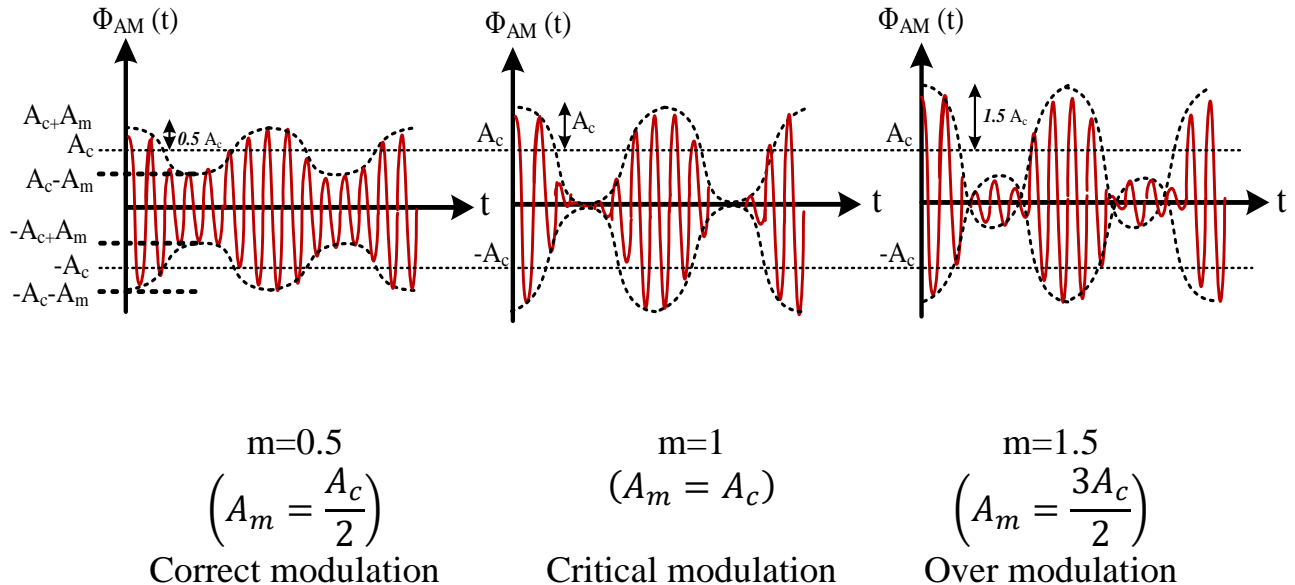 Φ_AM (t)
A_c+A_m
A_c
A_c-A_m
-A_c+A_m
-A_c
-A_c-A_m
0.5 A_c
t
m=0.5
(A_m = A_c/2)
Correct modulation
Φ_AM (t)
A_c
A_c
-A_c
t
m=1
(A_m = A_c)
Critical modulation
Φ_AM (t)
A_c
1.5 A_c
-A_c
t
m=1.5
(A_m = 3A_c/2)
Over modulation